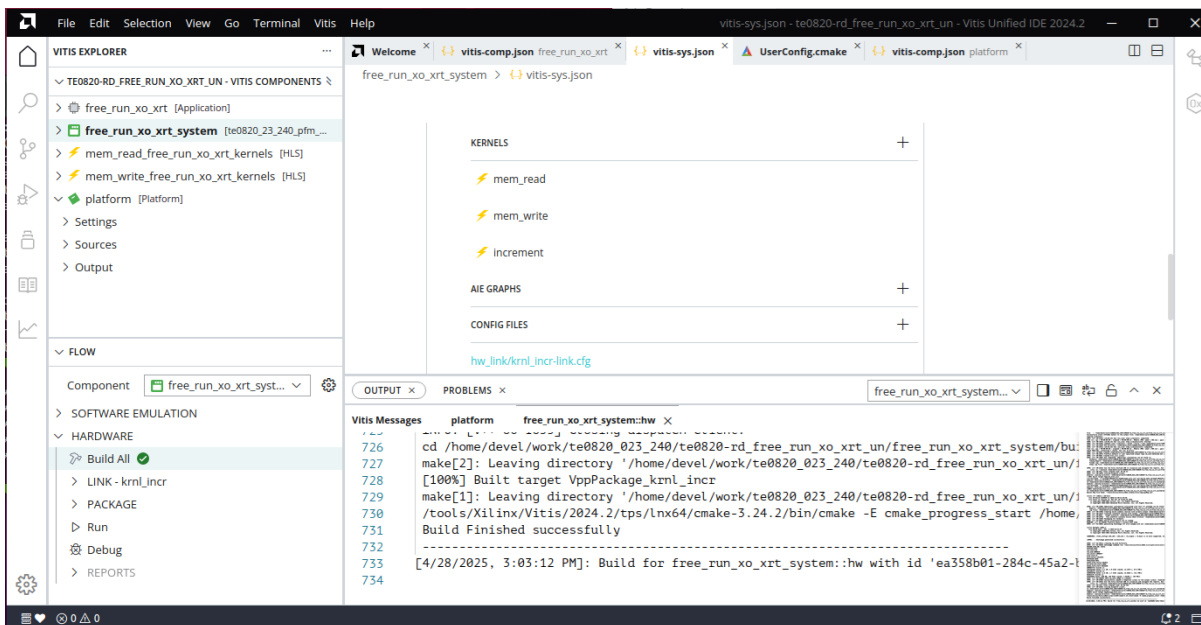 File Edit Selection View Go Terminal Vitis Help
vitis-sys.json - te0820-rd_free_run_xo_xrt_un - Vitis Unified IDE 2024.2
VITIS EXPLORER
Welcome
vitis-comp.json free_run_xo_xrt
vitis-sys.json
UserConfig.cmake
vitis-comp.json platform
free_run_xo_xrt_system > vitis-sys.json
TE0820-RD_FREE_RUN_XO_XRT_UN - VITIS COMPONENTS
free_run_xo_xrt [Application]
free_run_xo_xrt_system [te0820_23_240_pfm_...
mem_read_free_run_xo_xrt_kernels [HLS]
mem_write_free_run_xo_xrt_kernels [HLS]
platform [Platform]
Settings
Sources
Output
KERNELS
mem_read
mem_write
increment
AIE GRAPHS
CONFIG FILES
hw_link/krnl_incr-link.cfg
FLOW
Component free_run_xo_xrt_syst...
SOFTWARE EMULATION
HARDWARE
Build All
LINK - krnl_incr
PACKAGE
Run
Debug
REPORTS
OUTPUT
PROBLEMS
free_run_xo_xrt_system...
Vitis Messages platform free_run_xo_xrt_system::hw
726 cd /home/devel/work/te0820_023_240/te0820-rd_free_run_xo_xrt_un/free_run_xo_xrt_system/bu
727 make[2]: Leaving directory '/home/devel/work/te0820_023_240/te0820-rd_free_run_xo_xrt_un/
728 [100%] Built target VppPackage_krnl_incr
729 make[1]: Leaving directory '/home/devel/work/te0820_023_240/te0820-rd_free_run_xo_xrt_un/
730 /tools/Xilinx/Vitis/2024.2/tps/lnx64/cmake-3.24.2/bin/cmake -E cmake_progress_start /home/
731 Build Finished successfully
732 ----------------------------------------------------------------------
733 [4/28/2025, 3:03:12 PM]: Build for free_run_xo_xrt_system::hw with id 'ea358b01-284c-45a2-
734
0 0
2